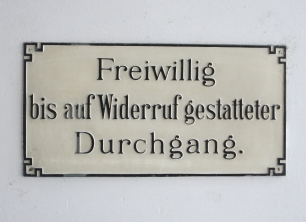 Freiwillig
bis auf Widerruf gestatteter
Durchgang.